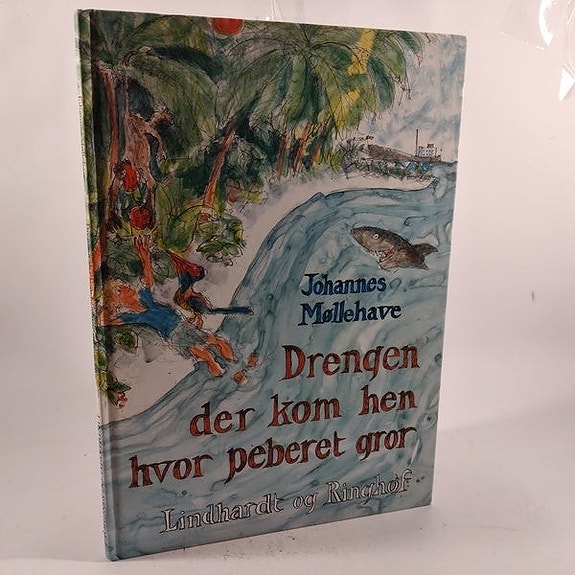 Johannes
Møllehave
Drengen
der kom hen
hvor peberet gror
Lindhardt og Ringhof